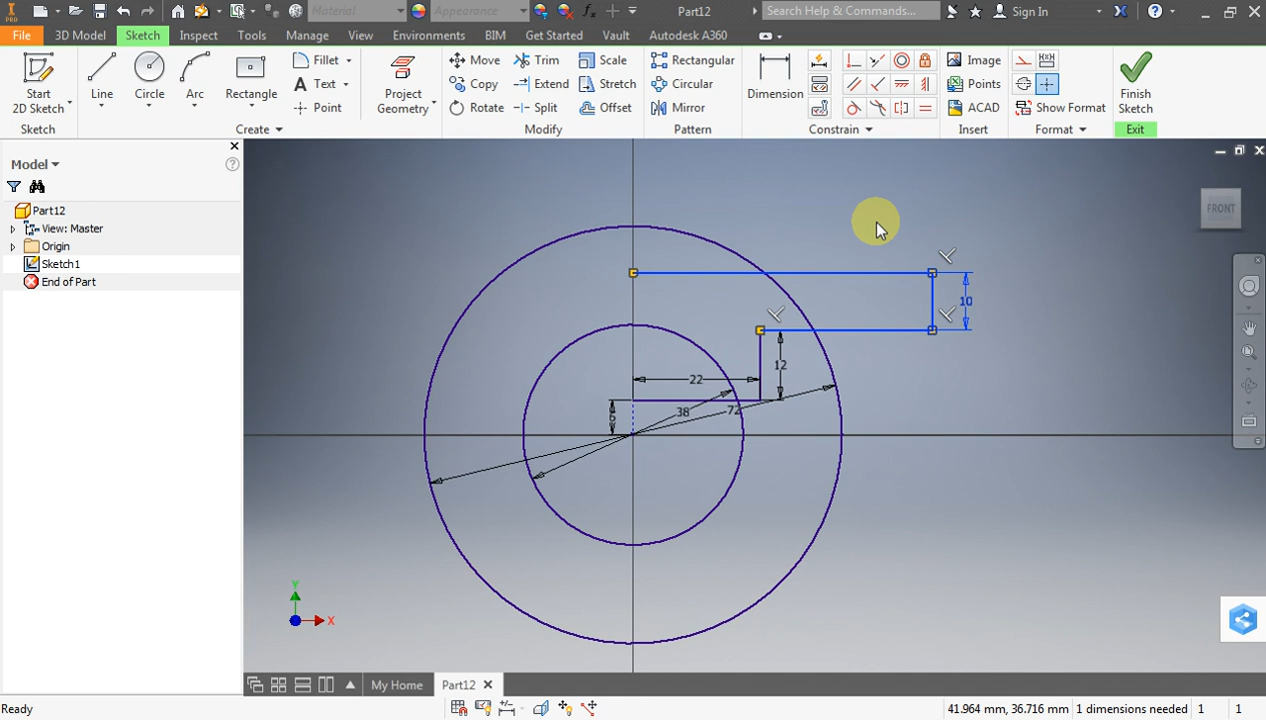 PRO
Material
Appearance
Part12
Search Help & Commands...
Sign In
File
3D Model
Sketch
Inspect
Tools
Manage
View
Environments
BIM
Get Started
Vault
Autodesk A360
Start
2D Sketch
Line
Circle
Arc
Rectangle
Fillet
Text
Point
Project
Geometry
Move
Copy
Rotate
Trim
Extend
Split
Scale
Stretch
Offset
Rectangular
Circular
Mirror
Dimension
Image
Points
ACAD
Show Format
Finish
Sketch
Sketch
Create
Modify
Pattern
Constrain
Insert
Format
Exit
Model
Part12
View: Master
Origin
Sketch1
End of Part
FRONT
10
12
22
38
72
6
Y
X
My Home
Part12
Ready
41.964 mm, 36.716 mm
1 dimensions needed
1
1